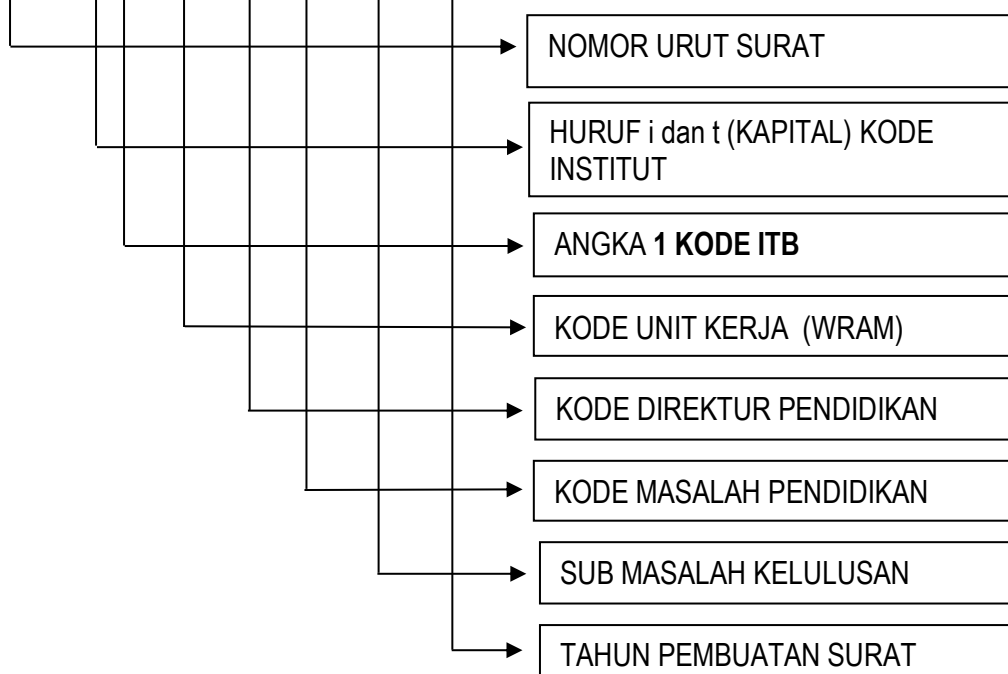 NOMOR URUT SURAT
HURUF i dan t (KAPITAL) KODE
INSTITUT
ANGKA 1 KODE ITB
KODE UNIT KERJA (WRAM)
KODE DIREKTUR PENDIDIKAN
KODE MASALAH PENDIDIKAN
SUB MASALAH KELULUSAN
TAHUN PEMBUATAN SURAT